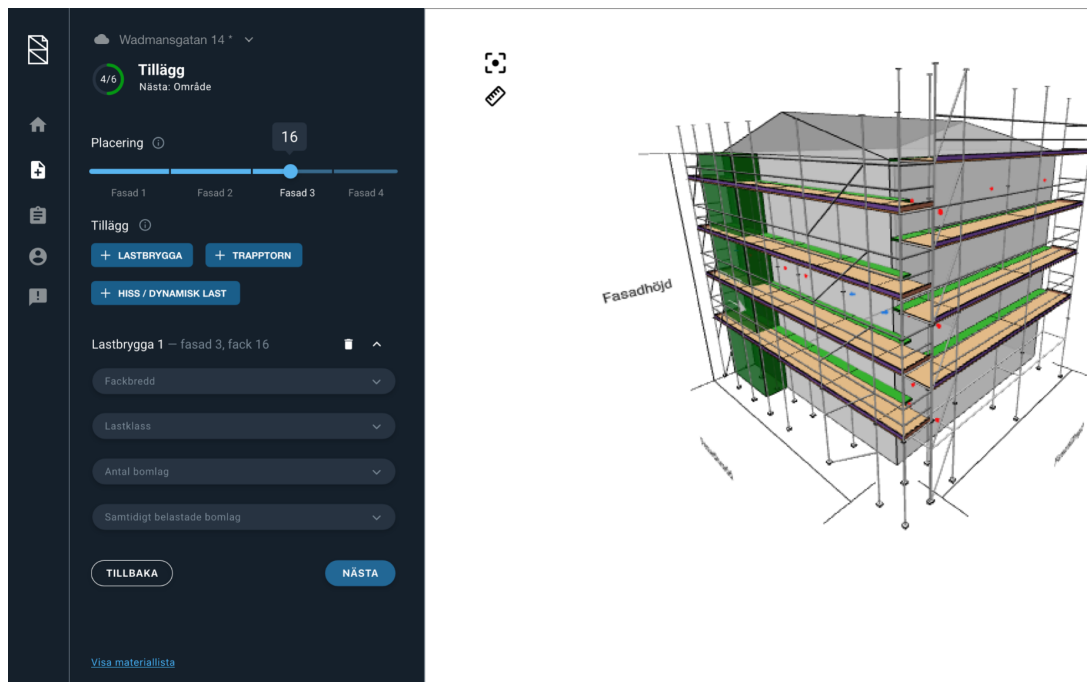 Wadmansgatan 14 *
4/6
Tillägg
Nästa: Område
Placering
16
Fasad 1
Fasad 2
Fasad 3
Fasad 4
Tillägg
+ LASTBRYGGA
+ TRAPPTORN
+ HISS / DYNAMISK LAST
Lastbrygga 1 – fasad 3, fack 16
Fackbredd
Lastklass
Antal bomlag
Samtidigt belastade bomlag
TILLBAKA
NÄSTA
Visa materiallista
Fasadhöjd